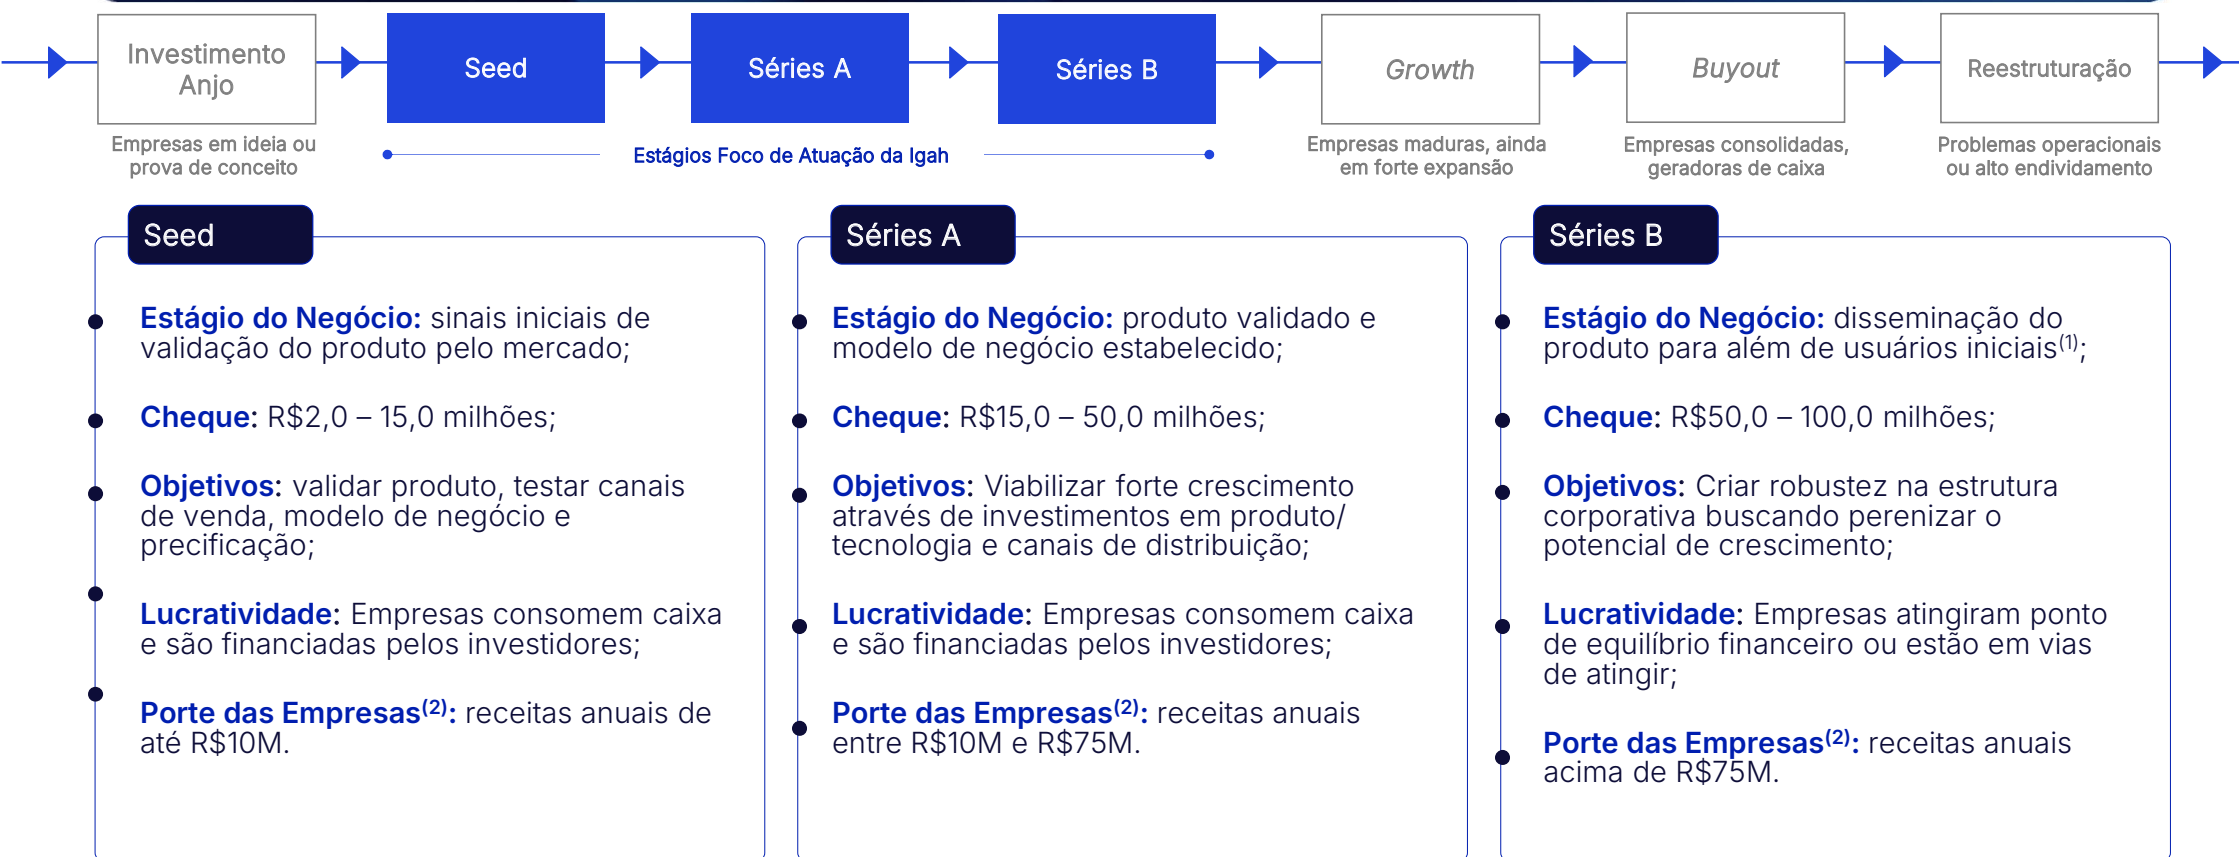 Investimento
Anjo
Seed
Séries A
Séries B
Growth
Buyout
Reestruturação
Empresas em ideia ou
prova de conceito
Estágios Foco de Atuação da Igah
Empresas maduras, ainda
em forte expansão
Empresas consolidadas,
geradoras de caixa
Problemas operacionais
ou alto endividamento
Seed
Estágio do Negócio: sinais iniciais de
validação do produto pelo mercado;
Cheque: R$2,0 – 15,0 milhões;
Objetivos: validar produto, testar canais
de venda, modelo de negócio e
precificação;
Lucratividade: Empresas consomem caixa
e são financiadas pelos investidores;
Porte das Empresas(2): receitas anuais de
até R$10M.
Séries A
Estágio do Negócio: produto validado e
modelo de negócio estabelecido;
Cheque: R$15,0 – 50,0 milhões;
Objetivos: Viabilizar forte crescimento
através de investimentos em produto/
tecnologia e canais de distribuição;
Lucratividade: Empresas consomem caixa
e são financiadas pelos investidores;
Porte das Empresas(2): receitas anuais
entre R$10M e R$75M.
Séries B
Estágio do Negócio: disseminação do
produto para além de usuários iniciais(1);
Cheque: R$50,0 – 100,0 milhões;
Objetivos: Criar robustez na estrutura
corporativa buscando perenizar o
potencial de crescimento;
Lucratividade: Empresas atingiram ponto
de equilíbrio financeiro ou estão em vias
de atingir;
Porte das Empresas(2): receitas anuais
acima de R$75M.